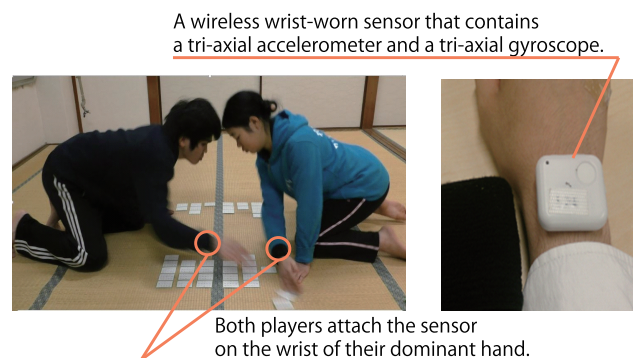 A wireless wrist-worn sensor that contains
a tri-axial accelerometer and a tri-axial gyroscope.
Both players attach the sensor
on the wrist of their dominant hand.